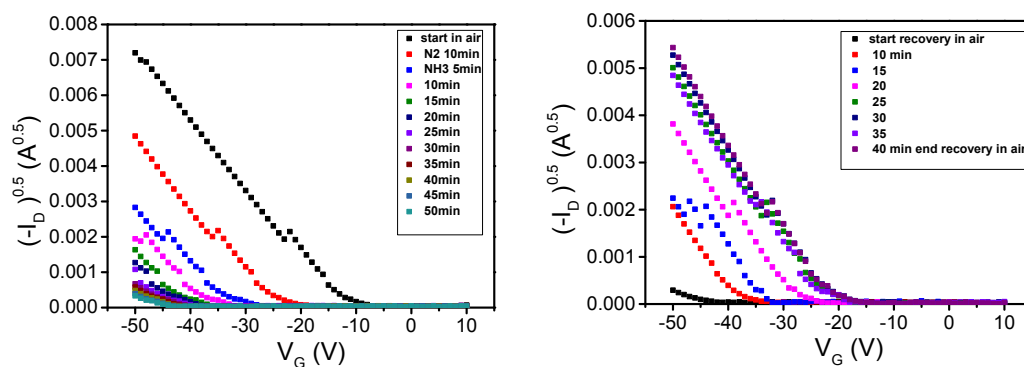 0.008
0.007
0.006
0.005
0.004
0.003
0.002
0.001
0.000
(-I_D)^0.5 (A^0.5)
-50 -40 -30 -20 -10 0 10
V_G (V)
start in air
N2 10min
NH3 5min
10min
15min
20min
25min
30min
35min
40min
45min
50min
0.006
0.005
0.004
0.003
0.002
0.001
0.000
(-I_D)^0.5 (A^0.5)
-50 -40 -30 -20 -10 0 10
V_G (V)
start recovery in air
10 min
15
20
25
30
35
40 min end recovery in air